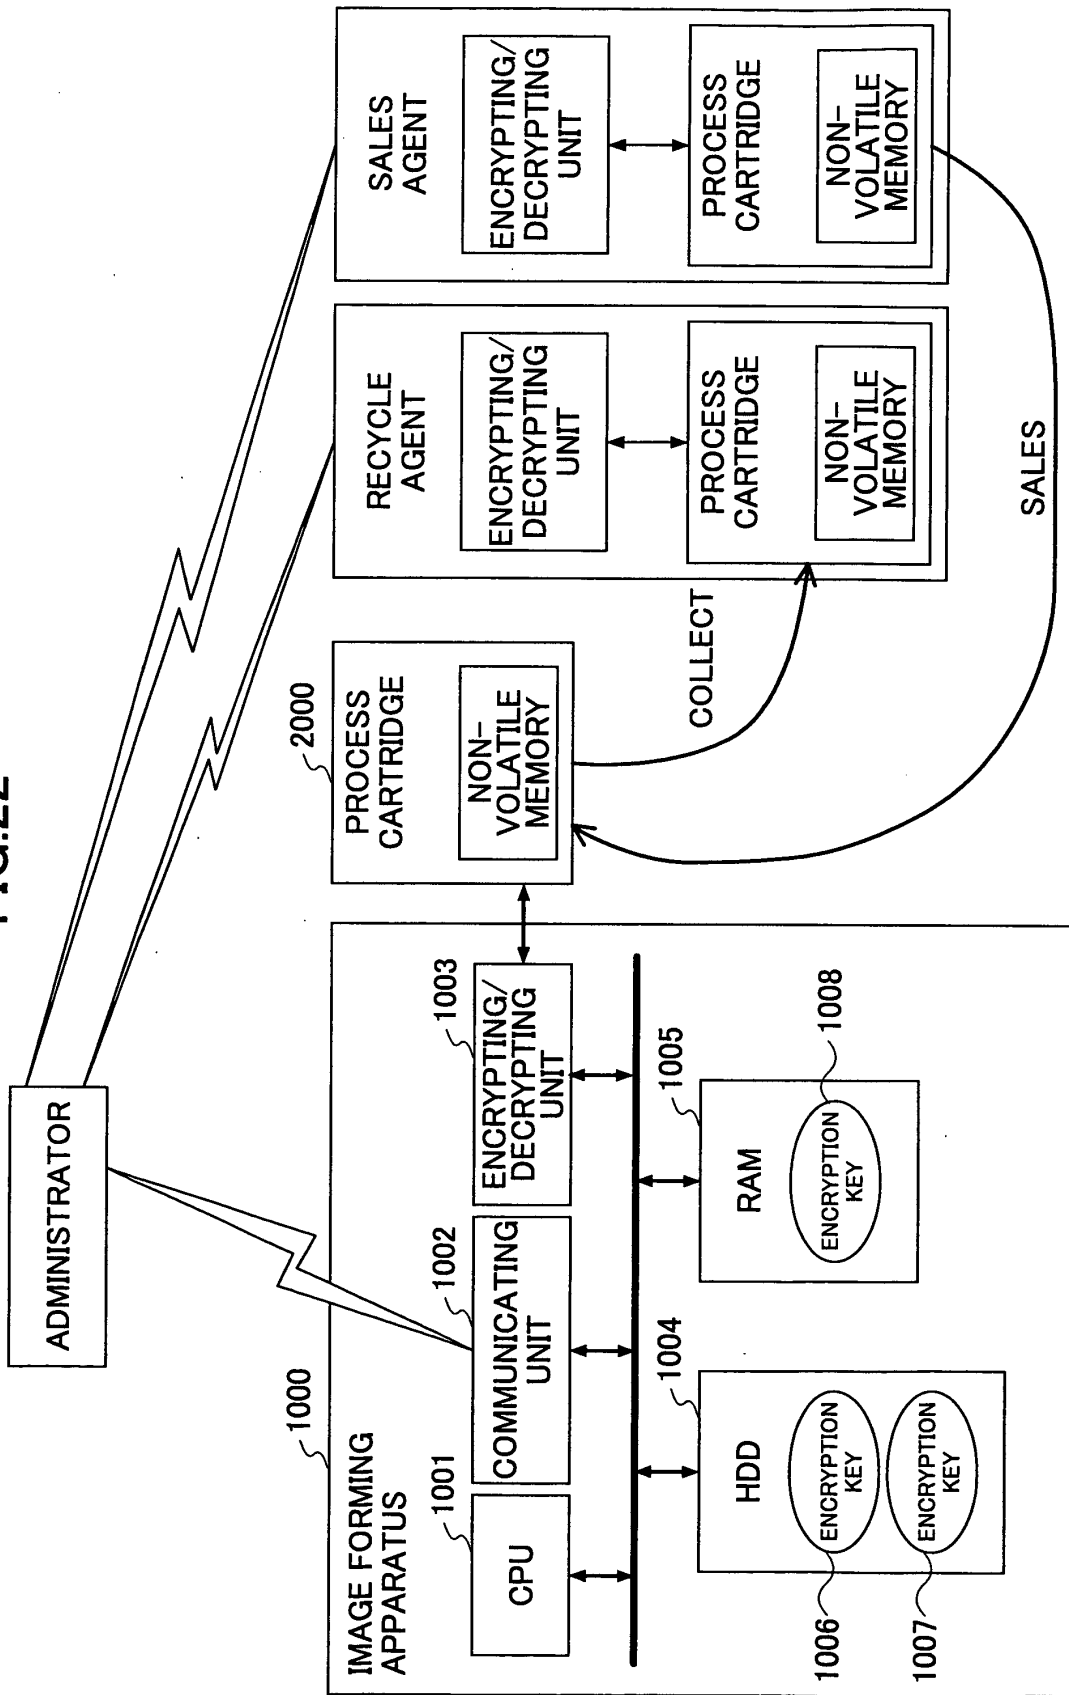 FIG.22
ADMINISTRATOR
1000
IMAGE FORMING
APPARATUS
1001
CPU
1002
COMMUNICATING
UNIT
1003
ENCRYPTING/
DECRYPTING
UNIT
1004
HDD
ENCRYPTION
KEY
1006
ENCRYPTION
KEY
1007
1005
RAM
ENCRYPTION
KEY
1008
2000
PROCESS
CARTRIDGE
NON-
VOLATILE
MEMORY
COLLECT
RECYCLE
AGENT
ENCRYPTING/
DECRYPTING
UNIT
PROCESS
CARTRIDGE
NON-
VOLATILE
MEMORY
SALES
AGENT
ENCRYPTING/
DECRYPTING
UNIT
PROCESS
CARTRIDGE
NON-
VOLATILE
MEMORY
SALES